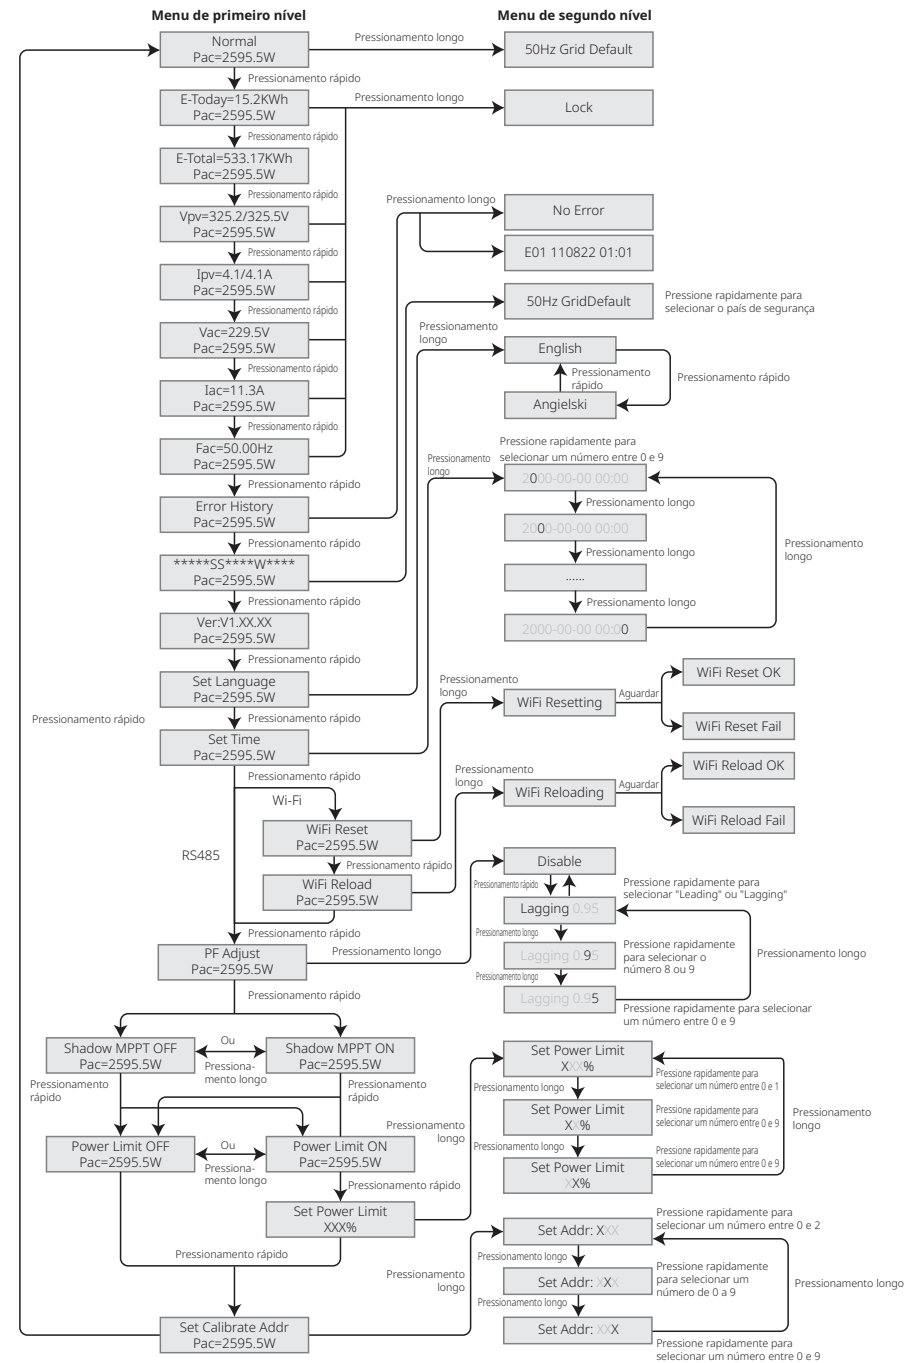 Menu de primeiro nível
Menu de segundo nível
Normal
Pac=2595.5W
Pressionamento longo
50Hz Grid Default
Pressionamento rápido
E-Today=15.2KWh
Pac=2595.5W
Pressionamento longo
Lock
Pressionamento rápido
E-Total=533.17KWh
Pac=2595.5W
Pressionamento rápido
Vpv=325.2/325.5V
Pac=2595.5W
Pressionamento longo
No Error
E01 110822 01:01
Pressionamento rápido
Ipv=4.1/4.1A
Pac=2595.5W
50Hz GridDefault
Pressione rapidamente para
selecionar o país de segurança
Pressionamento rápido
Vac=229.5V
Pac=2595.5W
Pressionamento
longo
English
Pressionamento
rápido
Pressionamento rápido
Angielski
Pressionamento rápido
Iac=11.3A
Pac=2595.5W
Pressionamento rápido
Fac=50.00Hz
Pac=2595.5W
Pressione rapidamente para
selecionar um número entre 0 e 9
Pressionamento
longo
2000-00-00 00:00
Pressionamento longo
2000-00-00 00:00
Pressionamento longo
......
Pressionamento longo
2000-00-00 00:00
Pressionamento
longo
Pressionamento rápido
Error History
Pac=2595.5W
Pressionamento rápido
*****SS****W****
Pac=2595.5W
Pressionamento rápido
Ver:V1.XX.XX
Pac=2595.5W
Pressionamento rápido
Set Language
Pac=2595.5W
Pressionamento rápido
Pressionamento rápido
Set Time
Pac=2595.5W
Pressionamento
longo
WiFi Resetting
Aguardar
WiFi Reset OK
WiFi Reset Fail
Pressionamento rápido
Wi-Fi
RS485
WiFi Reset
Pac=2595.5W
Pressionamento
longo
WiFi Reloading
Aguardar
WiFi Reload OK
WiFi Reload Fail
Pressionamento rápido
WiFi Reload
Pac=2595.5W
Pressionamento rápido
PF Adjust
Pac=2595.5W
Pressionamento longo
Disable
Pressionamento rápido
Pressione rapidamente para
selecionar "Leading" ou "Lagging"
Lagging 0.95
Pressionamento longo
Lagging 0.95
Pressione rapidamente
para selecionar o
número 8 ou 9
Pressionamento longo
Pressionamento longo
Lagging 0.95
Pressione rapidamente para selecionar
um número entre 0 e 9
Pressionamento rápido
Shadow MPPT OFF
Pac=2595.5W
Ou
Pressiona-
mento longo
Shadow MPPT ON
Pac=2595.5W
Pressionamento
rápido
Pressionamento
rápido
Set Power Limit
XXX%
Pressione rapidamente para
selecionar um número entre 0 e 1
Pressionamento longo
Set Power Limit
XXX%
Pressione rapidamente para
selecionar um número entre 0 e 9
Pressionamento
longo
Pressionamento
longo
Pressionamento longo
Set Power Limit
XXX%
Pressione rapidamente para
selecionar um número entre 0 e 9
Power Limit OFF
Pac=2595.5W
Ou
Pressiona-
mento longo
Power Limit ON
Pac=2595.5W
Pressionamento rápido
Set Power Limit
XXX%
Pressionamento rápido
Pressionamento
longo
Set Addr: XXX
Pressione rapidamente para
selecionar um número entre 0 e 2
Pressionamento longo
Set Addr: XXX
Pressione rapidamente
para selecionar um
número de 0 a 9
Pressionamento longo
Pressionamento longo
Set Addr: XXX
Pressione rapidamente para
selecionar um número entre 0 e 9
Set Calibrate Addr
Pac=2595.5W